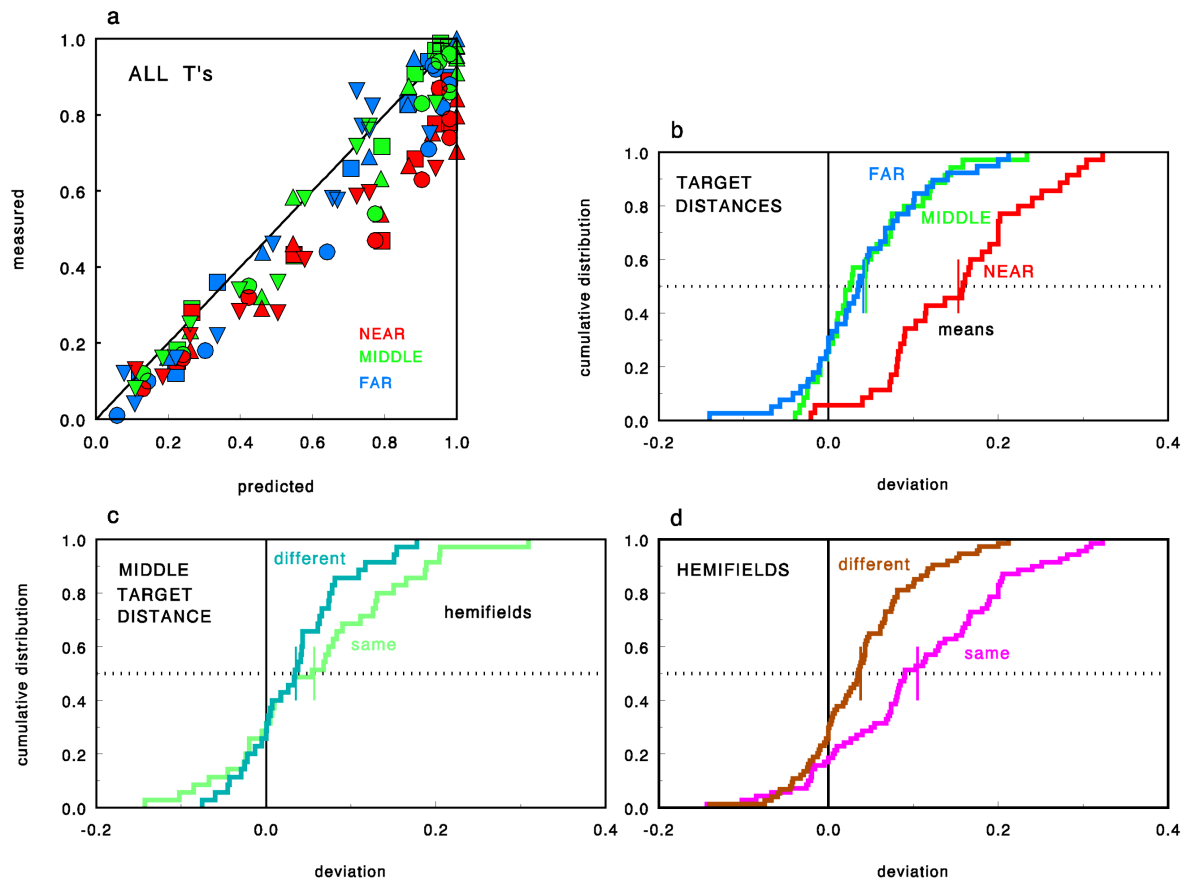 a
1.0
ALL T's
0.8
0.6
measured
0.4
NEAR
MIDDLE
FAR
0.2
0.0
0.0 0.2 0.4 0.6 0.8 1.0
predicted
b
1.0
TARGET
DISTANCES
FAR
MIDDLE
NEAR
means
0.8
0.6
0.4
0.2
0.0
cumulative distribution
-0.2 0.0 0.2 0.4
deviation
c
1.0
MIDDLE
TARGET
DISTANCE
different
hemifields
same
0.8
0.6
0.4
0.2
0.0
cumulative distribution
-0.2 0.0 0.2 0.4
deviation
d
1.0
HEMIFIELDS
different
same
0.8
0.6
0.4
0.2
0.0
cumulative distribution
-0.2 0.0 0.2 0.4
deviation